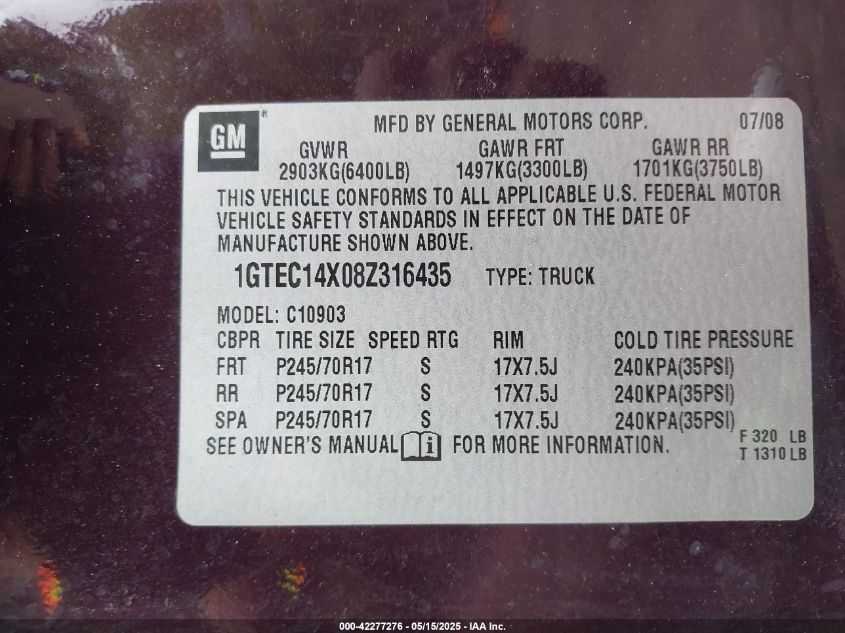 GM® MFD BY GENERAL MOTORS CORP. 07/08
GVWR GAWR FRT GAWR RR
2903KG(6400LB) 1497KG(3300LB) 1701KG(3750LB)
THIS VEHICLE CONFORMS TO ALL APPLICABLE U.S. FEDERAL MOTOR
VEHICLE SAFETY STANDARDS IN EFFECT ON THE DATE OF
MANUFACTURE SHOWN ABOVE.
1GTEC14X08Z316435 TYPE: TRUCK
MODEL: C10903
CBPR TIRE SIZE SPEED RTG RIM COLD TIRE PRESSURE
FRT P245/70R17 S 17X7.5J 240KPA(35PSI)
RR P245/70R17 S 17X7.5J 240KPA(35PSI)
SPA P245/70R17 S 17X7.5J 240KPA(35PSI)
SEE OWNER'S MANUAL i FOR MORE INFORMATION.
F 320 LB
T 1310 LB
000-42277276 - 05/15/2025 - IAA Inc.